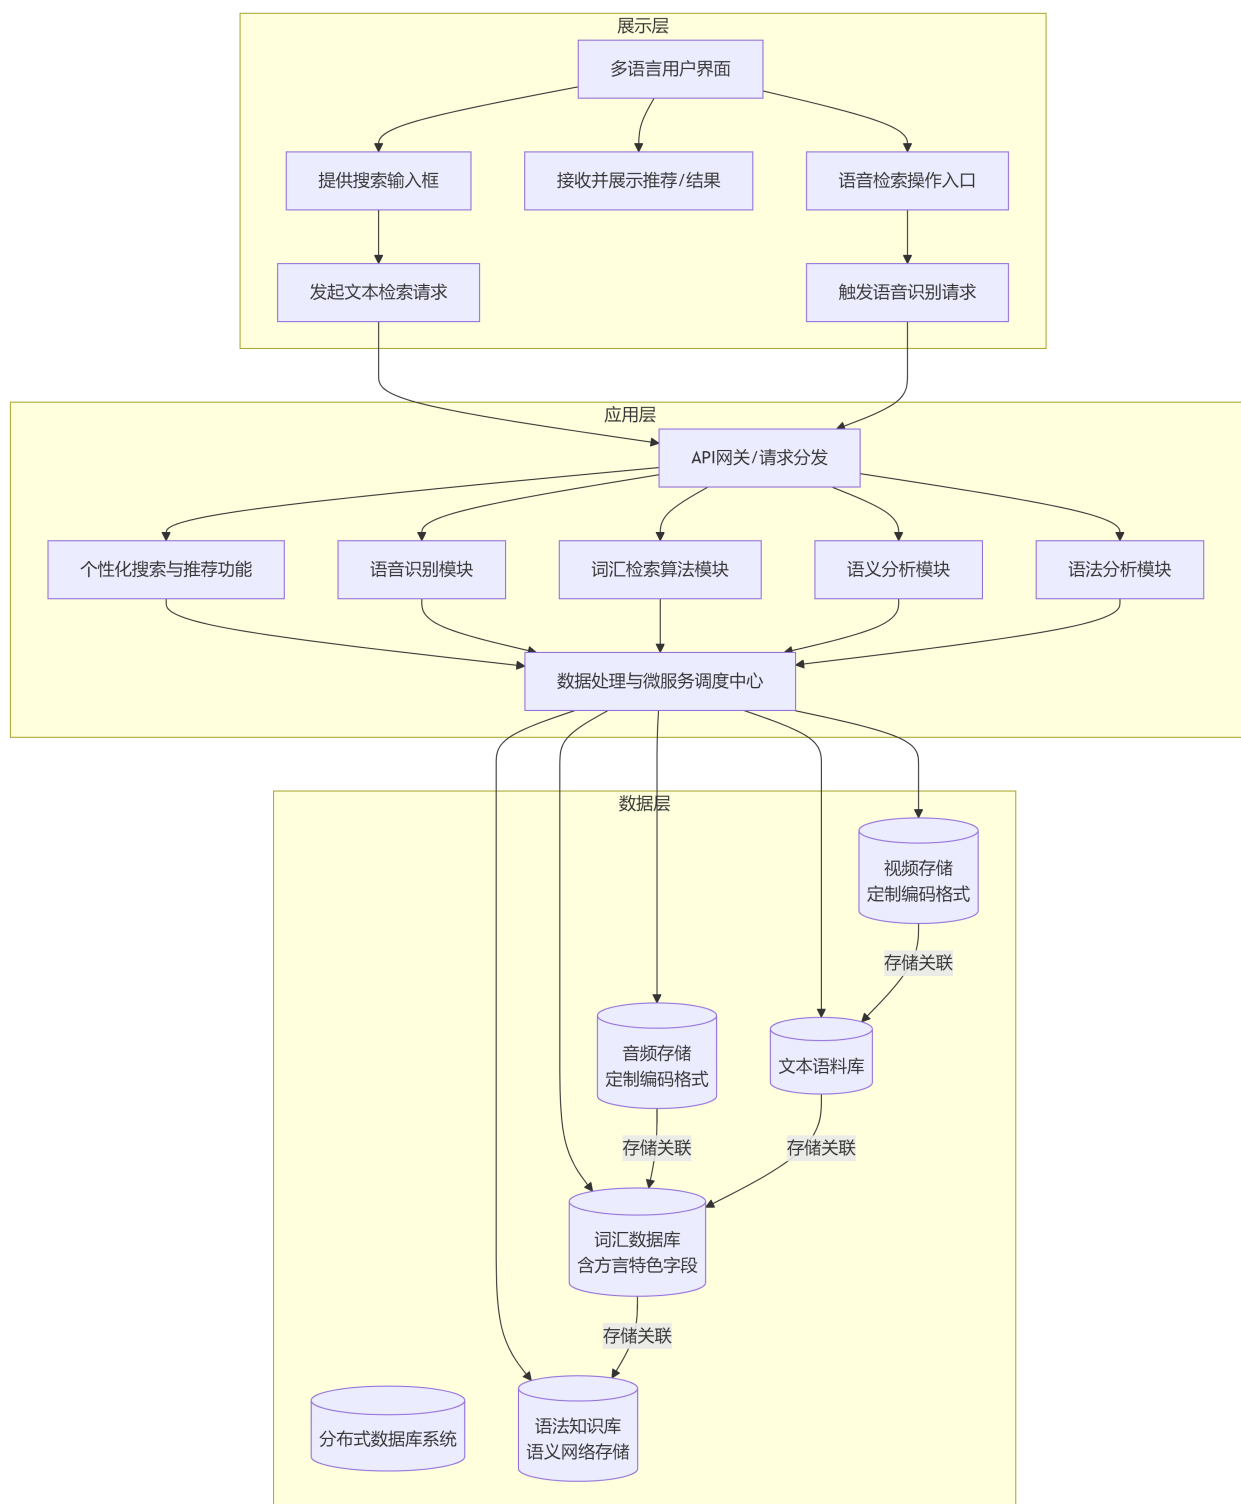 展示层
多语言用户界面
提供搜索输入框
接收并展示推荐/结果
语音检索操作入口
发起文本检索请求
触发语音识别请求
应用层
API网关/请求分发
个性化搜索与推荐功能
语音识别模块
词汇检索算法模块
语义分析模块
语法分析模块
数据处理与微服务调度中心
数据层
视频存储
定制编码格式
存储关联
音频存储
定制编码格式
文本语料库
存储关联
存储关联
词汇数据库
含方言特色字段
存储关联
分布式数据库系统
语法知识库
语义网络存储